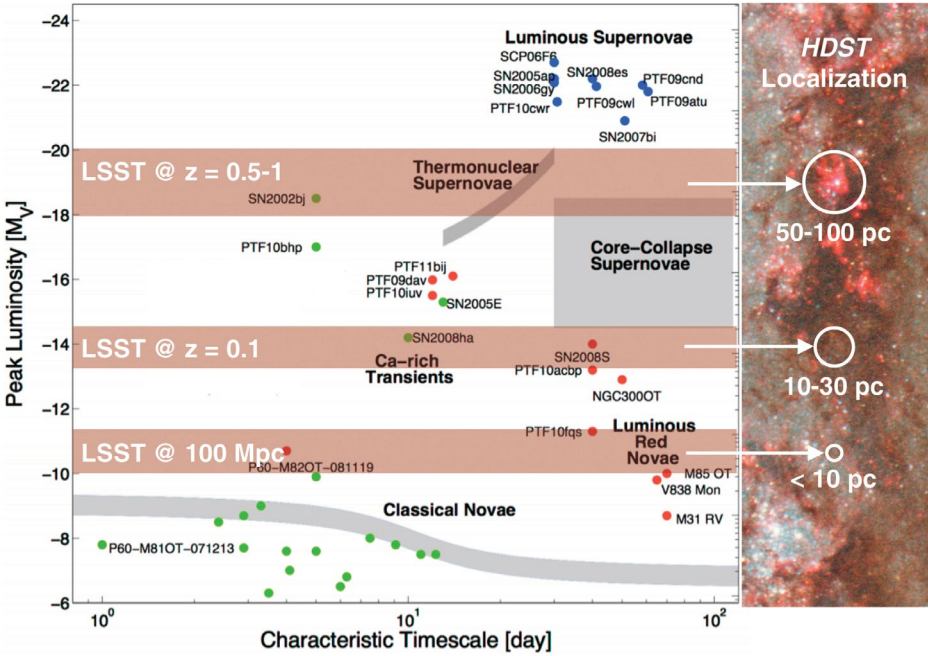 −24
−22
−20
−18
−16
−14
−12
−10
−8
−6
Peak Luminosity [M_V]
Luminous Supernovae
SCP06F6
SN2005ap
SN2008es
PTF09cnd
SN2006gy
PTF10cwr
PTF09cwl
PTF09atu
SN2007bi
LSST @ z = 0.5-1
Thermonuclear
Supernovae
SN2002bj
PTF10bhp
Core−Collapse
Supernovae
PTF11bij
PTF09dav
PTF10iuv
SN2005E
LSST @ z = 0.1
SN2008ha
Ca−rich
Transients
SN2008S
PTF10acbp
NGC300OT
PTF10fqs
Luminous
Red
Novae
LSST @ 100 Mpc
P60−M82OT−081119
M85 OT
V838 Mon
M31 RV
Classical Novae
P60−M81OT−071213
10^0
10^1
10^2
Characteristic Timescale [day]
HDST
Localization
50-100 pc
10-30 pc
< 10 pc